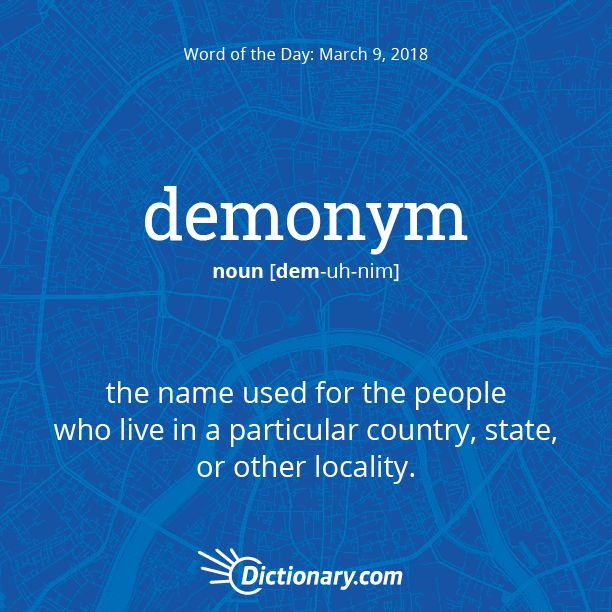 Word of the Day: March 9, 2018
demonym
noun [dem-uh-nim]
the name used for the people
who live in a particular country, state,
or other locality.
Dictionary.com